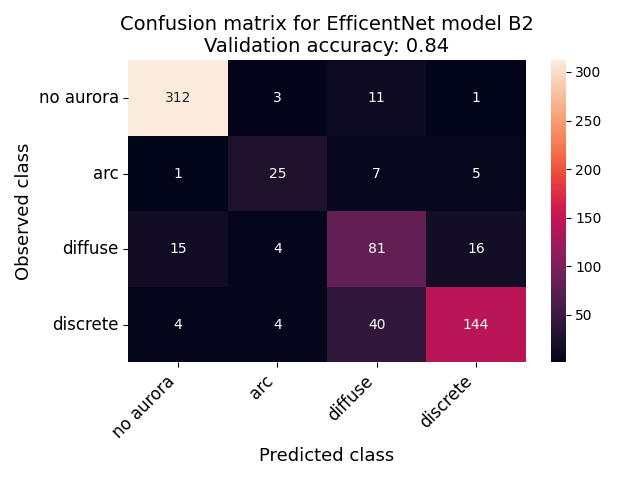 Confusion matrix for EfficentNet model B2
Validation accuracy: 0.84
no aurora 312 3 11 1
arc 1 25 7 5
diffuse 15 4 81 16
discrete 4 4 40 144
no aurora arc diffuse discrete
Predicted class
Observed class
300
250
200
150
100
50